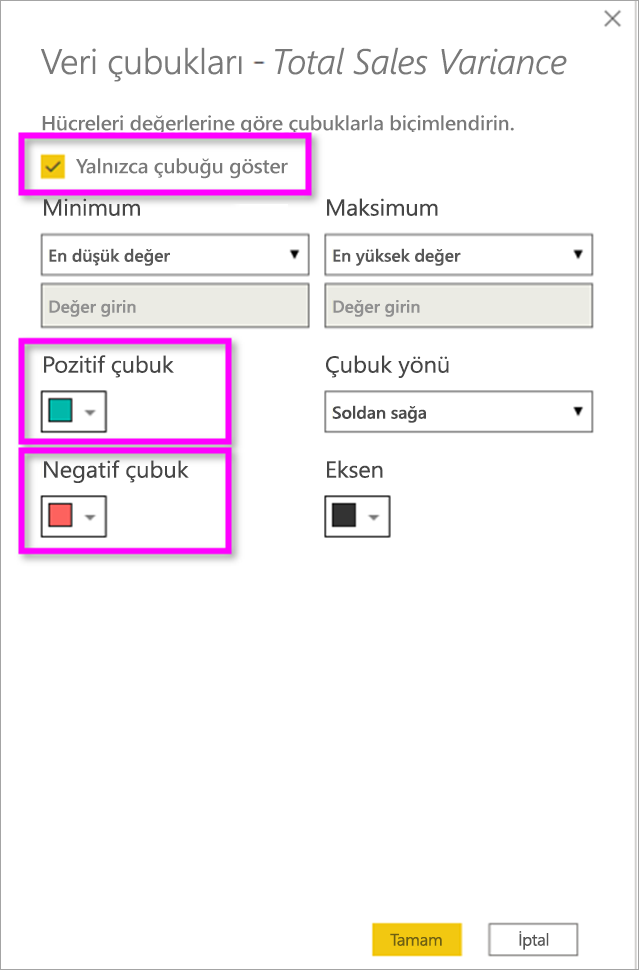 Veri çubukları - Total Sales Variance
Hücreleri değerlerine göre çubuklarla biçimlendirin.
Yalnızca çubuğu göster
Minimum
Maksimum
En düşük değer
En yüksek değer
Değer girin
Değer girin
Pozitif çubuk
Çubuk yönü
Soldan sağa
Negatif çubuk
Eksen
Tamam
İptal